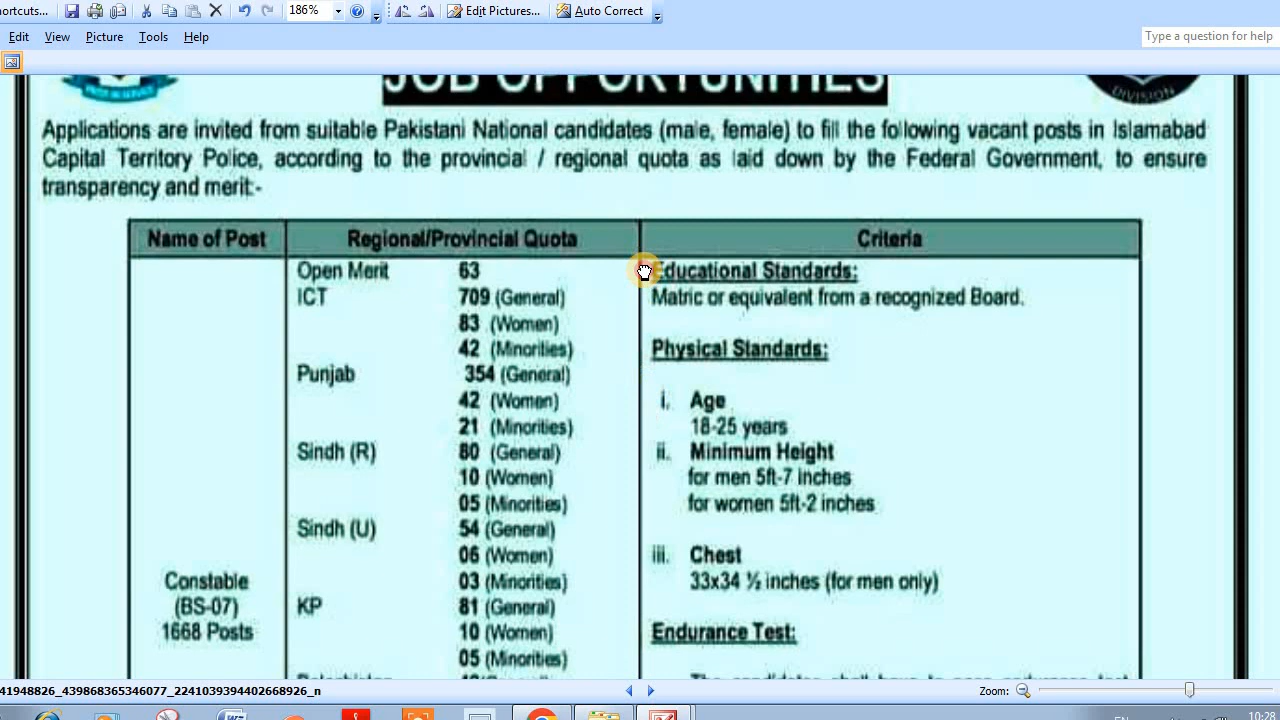 ortcuts...
186%
Edit Pictures...
Auto Correct
Edit View Picture Tools Help
Type a question for help
JOB OPPORTUNITIES
DIVISION
Applications are invited from suitable Pakistani National candidates (male, female) to fill the following vacant posts in Islamabad
Capital Territory Police, according to the provincial / regional quota as laid down by the Federal Government, to ensure
transparency and merit:-
Name of Post
Regional/Provincial Quota
Criteria
Constable
(BS-07)
1668 Posts
Open Merit 63
ICT 709 (General)
83 (Women)
42 (Minorities)
Punjab 354 (General)
42 (Women)
21 (Minorities)
Sindh (R) 80 (General)
10 (Women)
05 (Minorities)
Sindh (U) 54 (General)
06 (Women)
03 (Minorities)
KP 81 (General)
10 (Women)
05 (Minorities)
Educational Standards:
Matric or equivalent from a recognized Board.
Physical Standards:
i. Age
18-25 years
ii. Minimum Height
for men 5ft-7 inches
for women 5ft-2 inches
iii. Chest
33x34 ½ inches (for men only)
Endurance Test:
41948826_439868365346077_2241039394402698926_n
Zoom:
EN
10:28